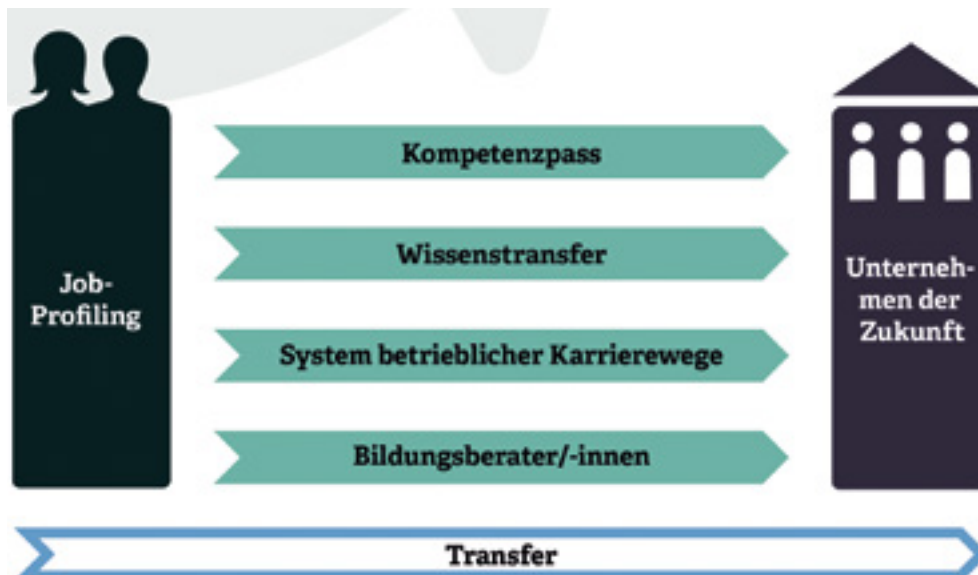 Job-
Profiling
Kompetenzpass
Wissenstransfer
System betrieblicher Karrierewege
Bildungsberater/-innen
Unterneh-
men der
Zukunft
Transfer